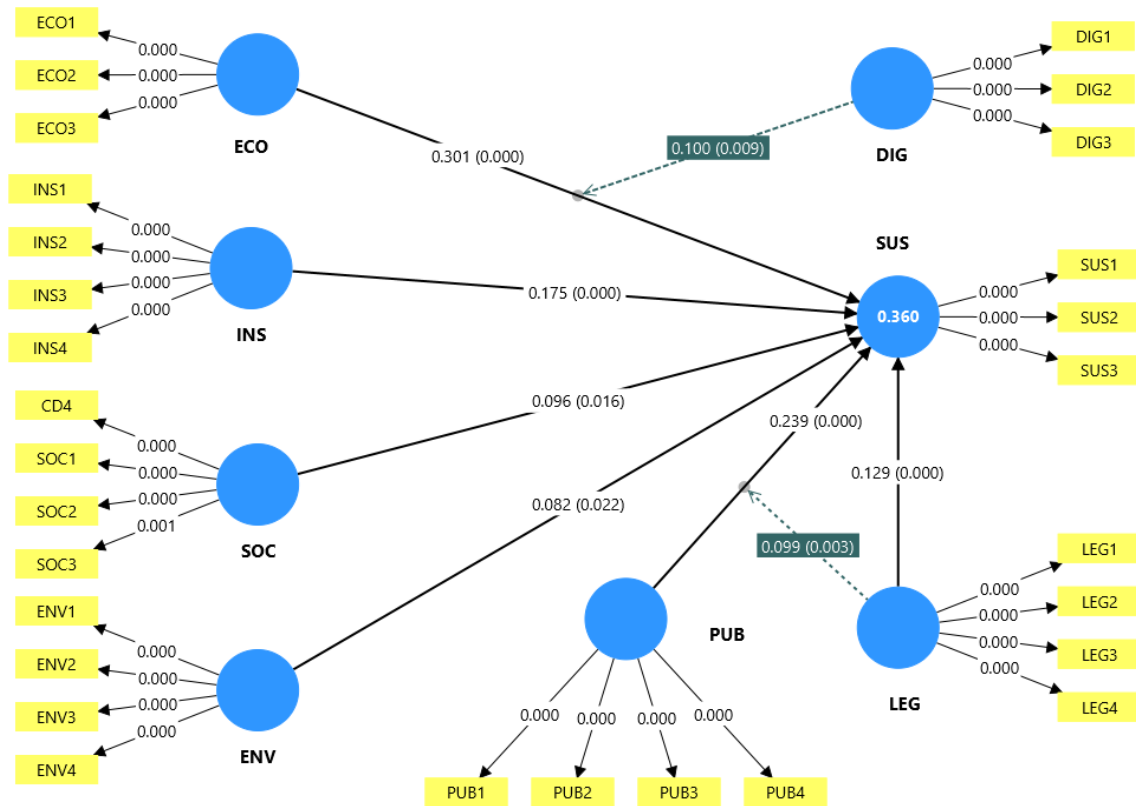 ECO1
0.000
ECO2
0.000
ECO3
0.000
ECO
DIG1
0.000
DIG2
0.000
DIG3
0.000
DIG
0.301 (0.000)
0.100 (0.009)
INS1
0.000
INS2
0.000
INS3
0.000
INS4
0.000
INS
0.175 (0.000)
SUS
0.360
SUS1
0.000
SUS2
0.000
SUS3
0.000
CD4
0.000
SOC1
0.000
SOC2
0.000
SOC3
0.001
SOC
0.096 (0.016)
0.239 (0.000)
0.129 (0.000)
0.082 (0.022)
0.099 (0.003)
ENV1
0.000
ENV2
0.000
ENV3
0.000
ENV4
0.000
ENV
PUB
LEG1
0.000
LEG2
0.000
LEG3
0.000
LEG4
0.000
LEG
0.000
0.000
0.000
0.000
PUB1
PUB2
PUB3
PUB4